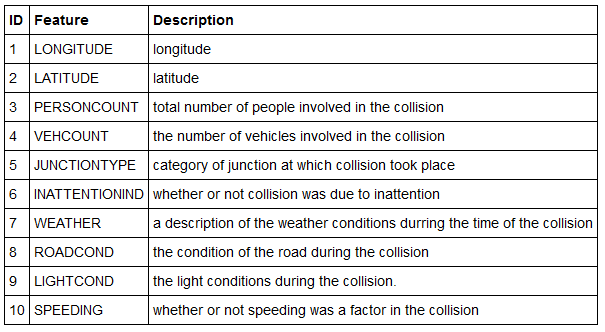 ID Feature Description
1 LONGITUDE longitude
2 LATITUDE latitude
3 PERSONCOUNT total number of people involved in the collision
4 VEHCOUNT the number of vehicles involved in the collision
5 JUNCTIONTYPE category of junction at which collision took place
6 INATTENTIONIND whether or not collision was due to inattention
7 WEATHER a description of the weather conditions durring the time of the collision
8 ROADCOND the condition of the road during the collision
9 LIGHTCOND the light conditions during the collision.
10 SPEEDING whether or not speeding was a factor in the collision